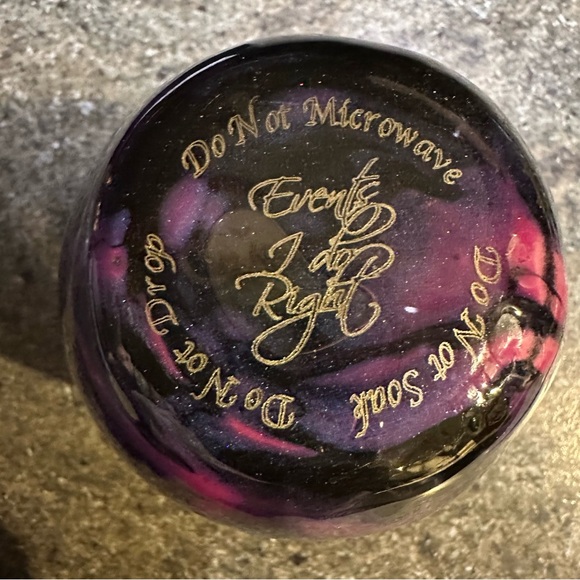 Do Not Microwave
Events
I do
Right
Do Not Drop
Do Not Soak